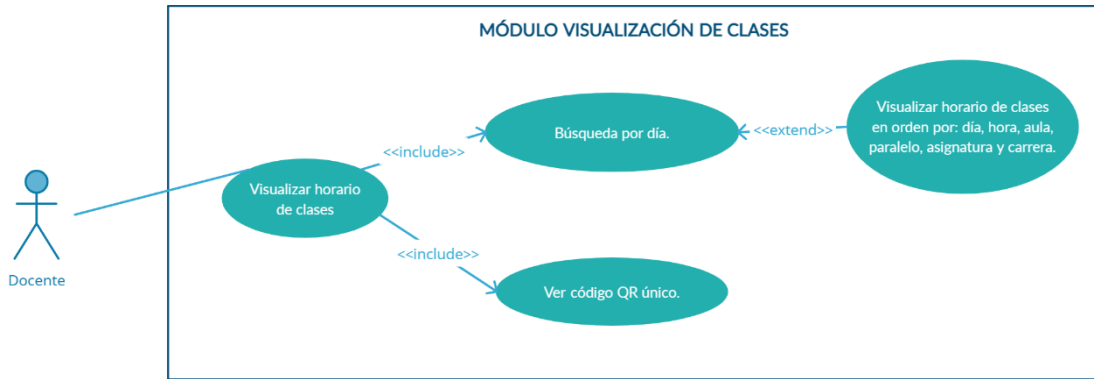 MÓDULO VISUALIZACIÓN DE CLASES
Visualizar horario de clases
en orden por: día, hora, aula,
paralelo, asignatura y carrera.
Búsqueda por día.
<<extend>>
<<include>>
Visualizar horario
de clases
<<include>>
Docente
Ver código QR único.